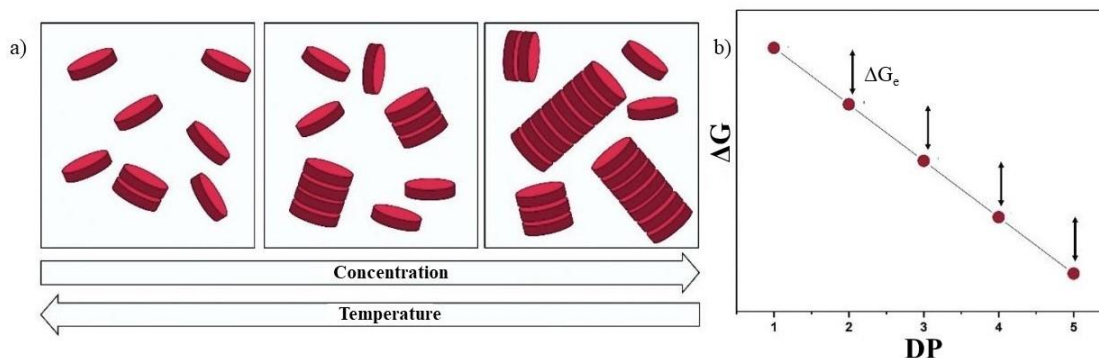 a)
Concentration
Temperature
b)
ΔGₑ
ΔG
1 2 3 4 5
DP